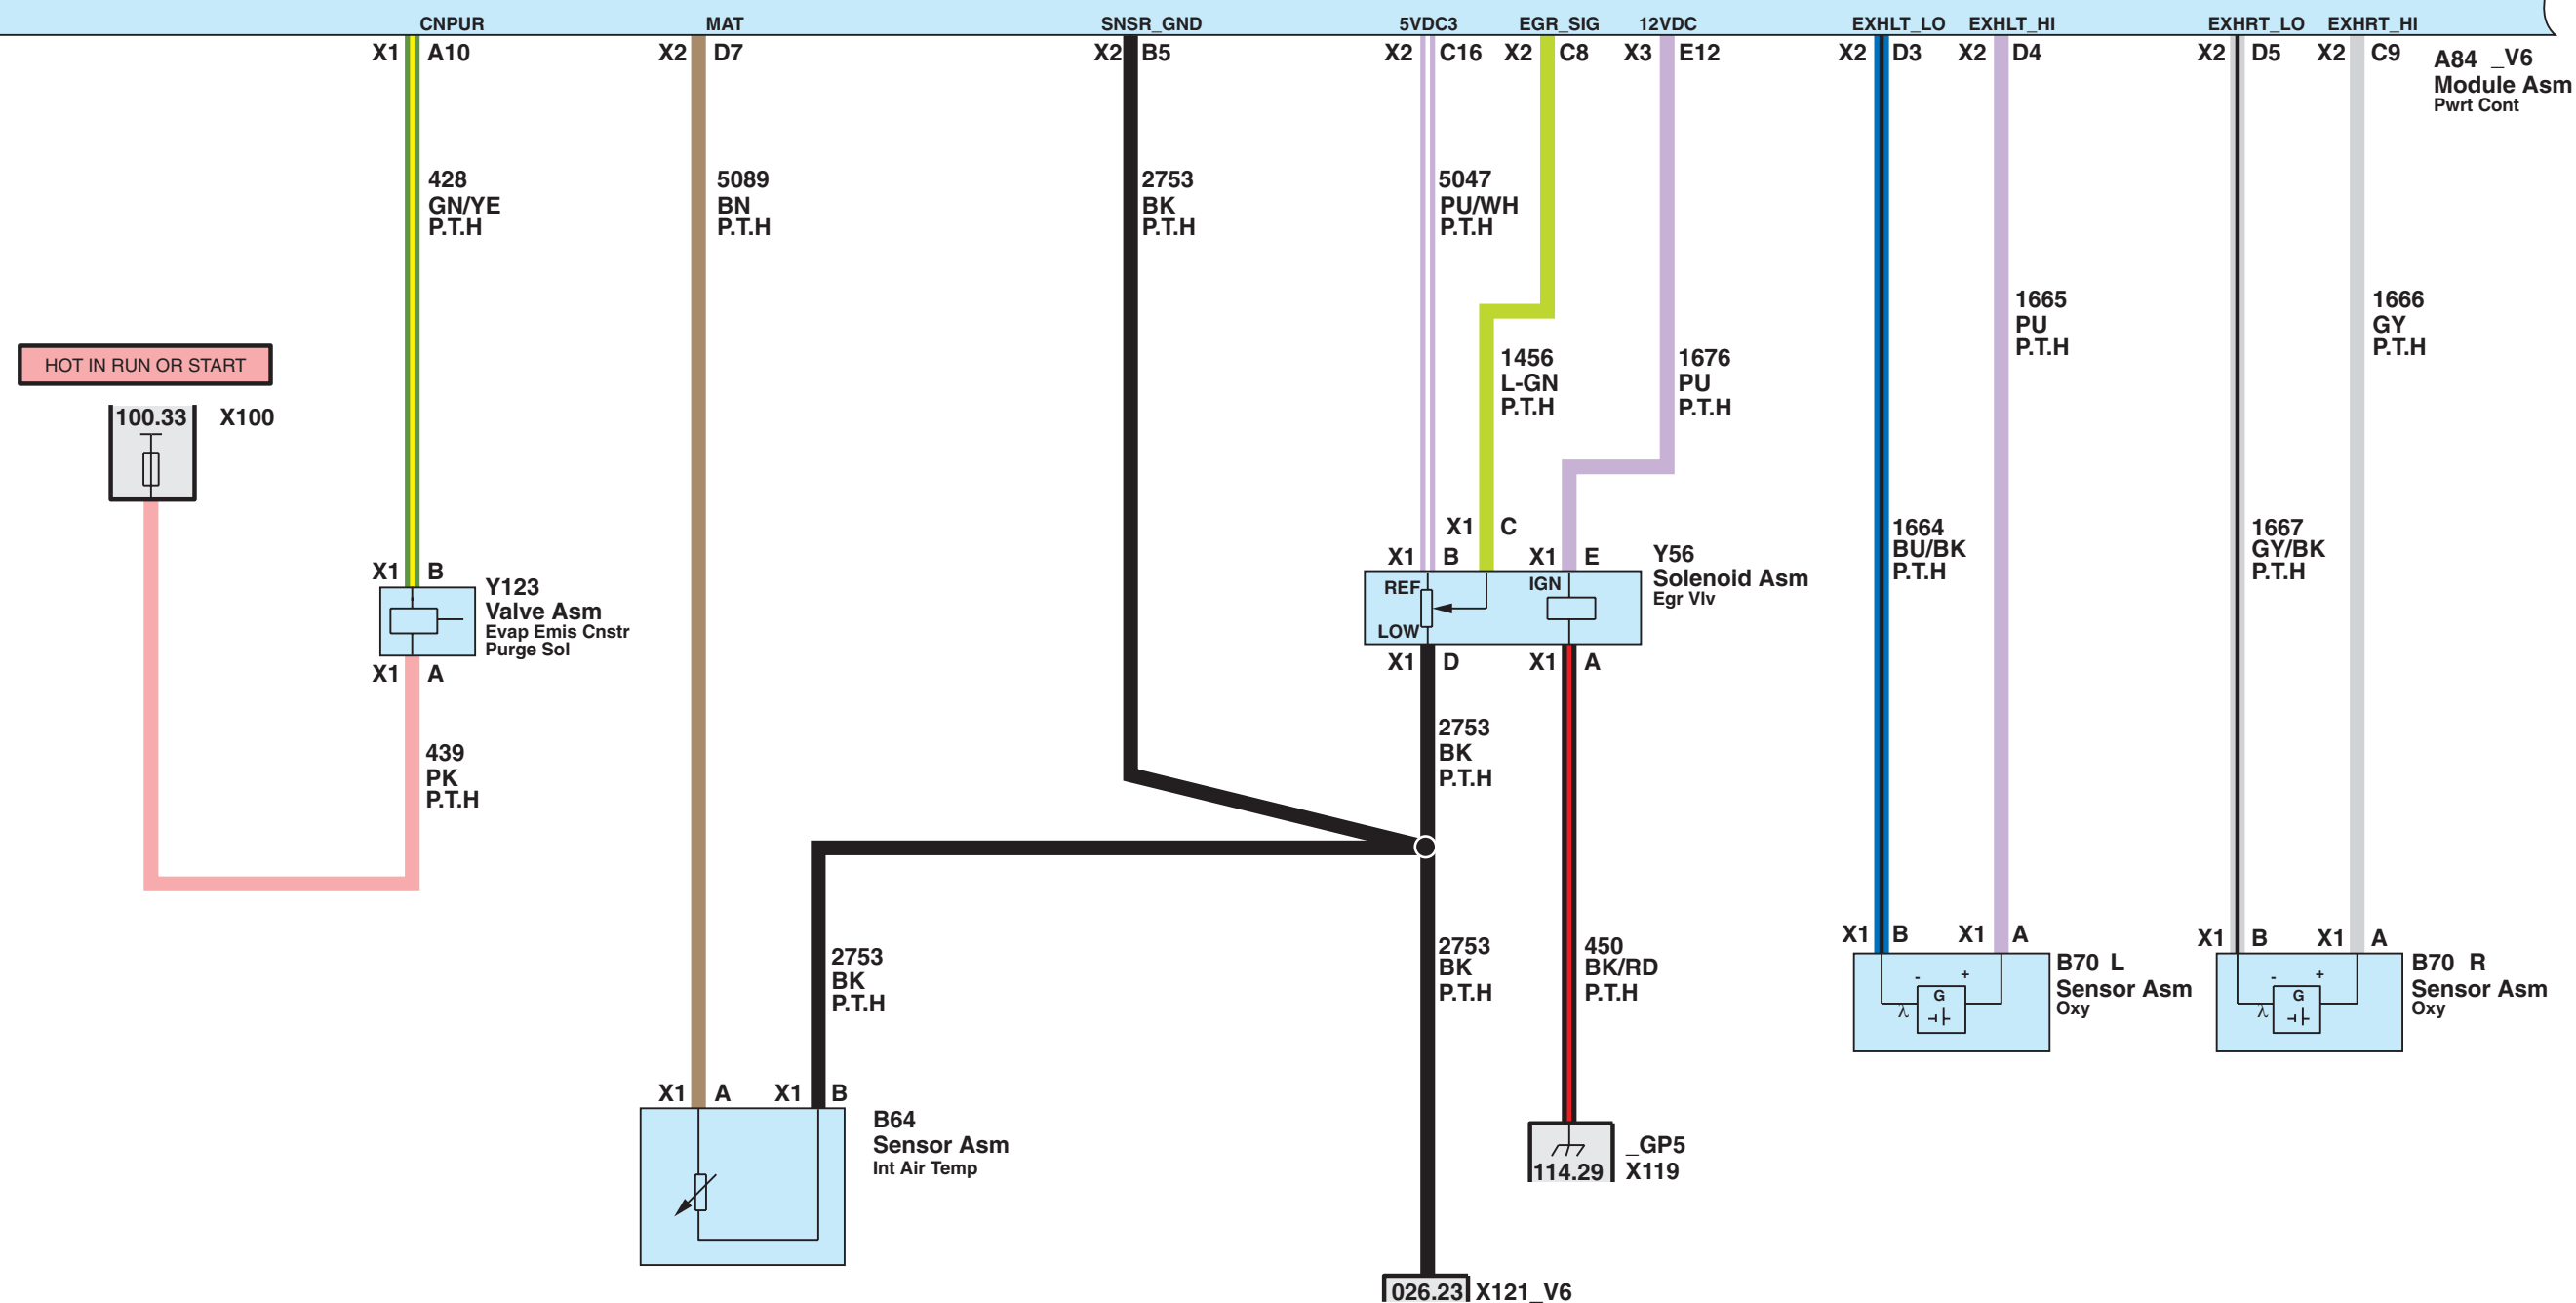 CNPUR MAT SNSR_GND 5VDC3 EGR_SIG 12VDC EXHLT_LO EXHLT_HI EXHRT_LO EXHRT_HI
X1 A10 X2 D7 X2 B5 X2 C16 X2 C8 X3 E12 X2 D3 X2 D4 X2 D5 X2 C9
A84 _V6
Module Asm
Pwrt Cont
428
GN/YE
P.T.H
5089
BN
P.T.H
2753
BK
P.T.H
5047
PU/WH
P.T.H
1665
PU
P.T.H
1666
GY
P.T.H
HOT IN RUN OR START
100.33 X100
1456
L-GN
P.T.H
1676
PU
P.T.H
X1 C
X1 B X1 E
1664
BU/BK
P.T.H
1667
GY/BK
P.T.H
X1 B
Y123
Valve Asm
Evap Emis Cnstr
Purge Sol
X1 A
Y56
Solenoid Asm
Egr Vlv
REF IGN
LOW
X1 D X1 A
439
PK
P.T.H
2753
BK
P.T.H
2753
BK
P.T.H
2753
BK
P.T.H
450
BK/RD
P.T.H
X1 B X1 A X1 B X1 A
- +
G
λ
B70 L
Sensor Asm
Oxy
- +
G
λ
B70 R
Sensor Asm
Oxy
X1 A X1 B
B64
Sensor Asm
Int Air Temp
_GP5
114.29 X119
026.23 X121_V6